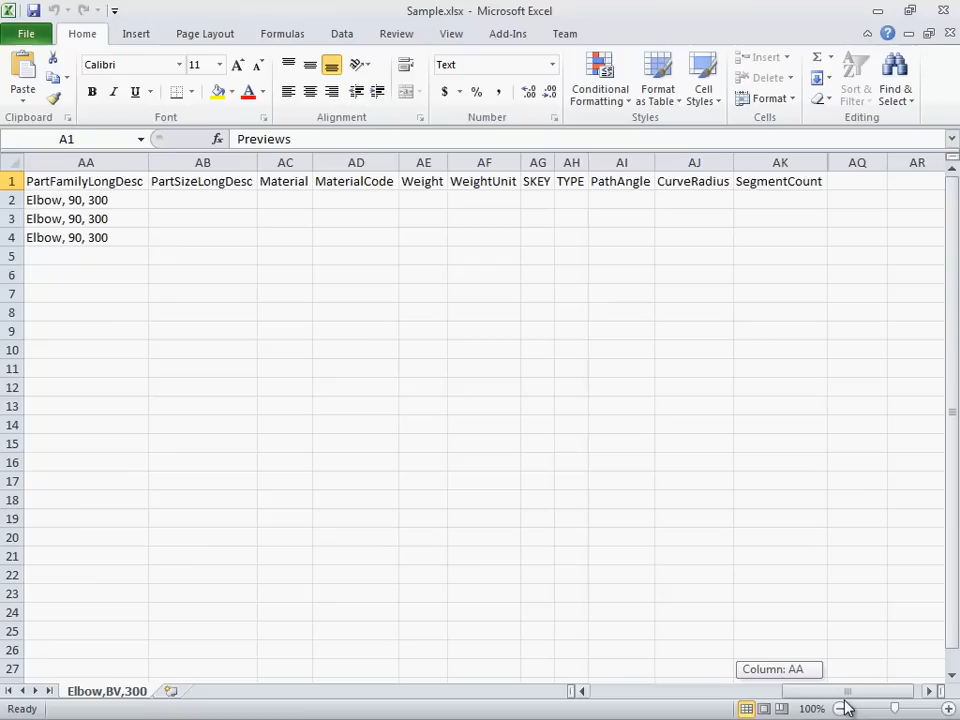 Sample.xlsx - Microsoft Excel
File Home Insert Page Layout Formulas Data Review View Add-Ins Team
Paste
Clipboard
Calibri 11
B I U A
Font
Alignment
Text
$ % ,
Number
Conditional Formatting
Format as Table
Cell Styles
Styles
Insert
Delete
Format
Cells
Σ
Sort & Filter
Find & Select
Editing
A1 fx Previews
AA AB AC AD AE AF AG AH AI AJ AK AQ AR
1 PartFamilyLongDesc PartSizeLongDesc Material MaterialCode Weight WeightUnit SKEY TYPE PathAngle CurveRadius SegmentCount
2 Elbow, 90, 300
3 Elbow, 90, 300
4 Elbow, 90, 300
5
6
7
8
9
10
11
12
13
14
15
16
17
18
19
20
21
22
23
24
25
26
27
Column: AA
Elbow,BV,300
Ready 100%